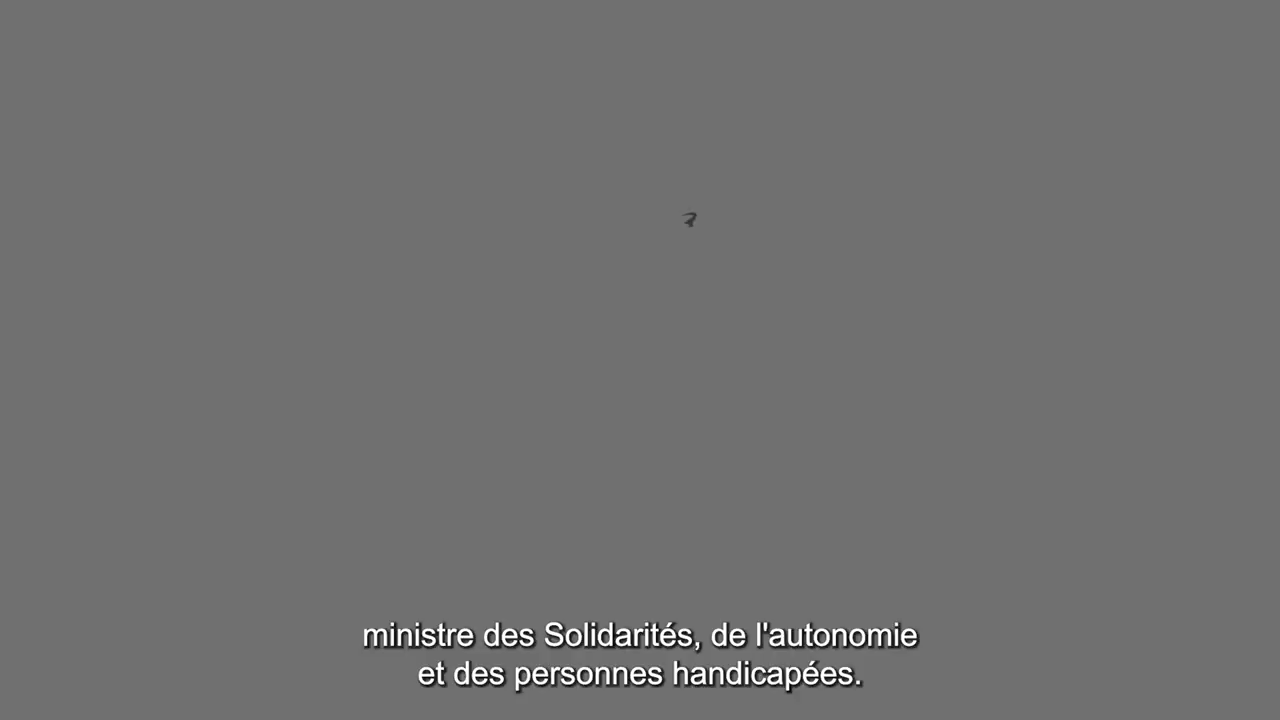 ministre des Solidarités, de l'autonomie
et des personnes handicapées.